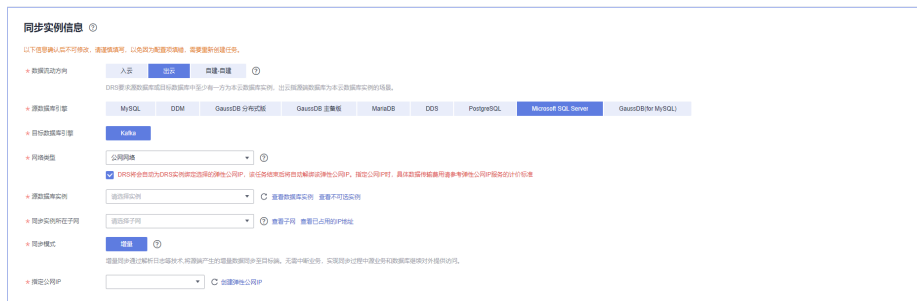 同步实例信息
以下信息确认后不可修改，请谨慎填写，以免因为配置项填错，需要重新创建任务。
* 数据流动方向 入云 出云 自建-自建
DRS要求源数据库或目标数据库中至少有一方为本云数据库实例，出云指源端数据库为本云数据库实例的场景。
* 源数据库引擎 MySQL DDM GaussDB 分布式版 GaussDB 主备版 MariaDB DDS PostgreSQL Microsoft SQL Server GaussDB(for MySQL)
* 目标数据库引擎 Kafka
* 网络类型 公网网络
DRS将会自动为DRS实例绑定选择的弹性公网IP，该任务结束后将自动解绑该弹性公网IP。指定公网IP时，具体数据传输费用请参考弹性公网IP服务的计价标准
* 源数据库实例 请选择实例 查看数据库实例 查看不可选实例
* 同步实例所在子网 请选择子网 查看子网 查看已占用的IP地址
* 同步模式 增量
增量同步通过解析日志等技术,将源端产生的增量数据同步至目标端。无需中断业务，实现同步过程中源业务和数据库继续对外提供访问。
* 指定公网IP 创建弹性公网IP